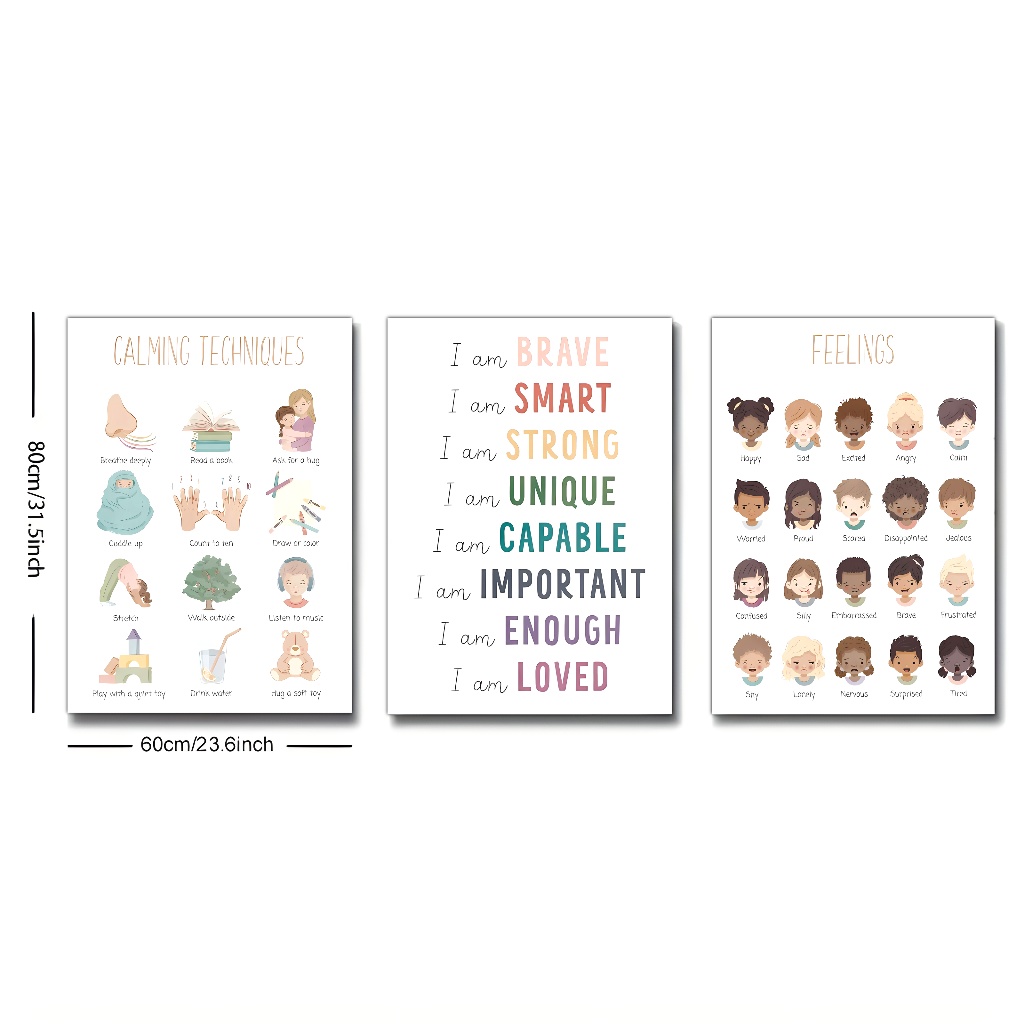 80cm/31.5inch
60cm/23.6inch
CALMING TECHNIQUES
Breathe deeply
Read a book
Ask for a hug
Cuddle up
Count to ten
Draw or color
Stretch
Walk outside
Listen to music
Play with a quiet toy
Drink water
Hug a soft toy
I am BRAVE
I am SMART
I am STRONG
I am UNIQUE
I am CAPABLE
I am IMPORTANT
I am ENOUGH
I am LOVED
FEELINGS
Happy
Sad
Excited
Angry
Calm
Worried
Proud
Scared
Disappointed
Jealous
Confused
Silly
Embarrassed
Brave
Frustrated
Shy
Lonely
Nervous
Surprised
Tired